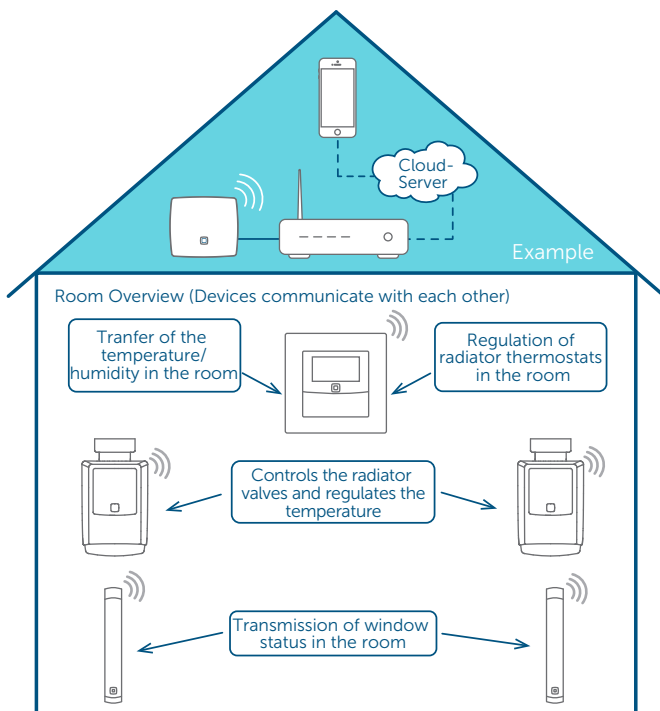 Cloud-
Server
Example
Room Overview (Devices communicate with each other)
Tranfer of the
temperature/
humidity in the room
Regulation of
radiator thermostats
in the room
Controls the radiator
valves and regulates the
temperature
Transmission of window
status in the room